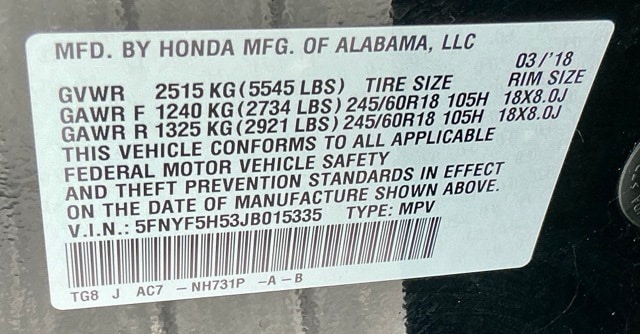 MFD. BY HONDA MFG. OF ALABAMA, LLC 03/'18
GVWR 2515 KG (5545 LBS) TIRE SIZE RIM SIZE
GAWR F 1240 KG (2734 LBS) 245/60R18 105H 18X8.0J
GAWR R 1325 KG (2921 LBS) 245/60R18 105H 18X8.0J
THIS VEHICLE CONFORMS TO ALL APPLICABLE
FEDERAL MOTOR VEHICLE SAFETY
AND THEFT PREVENTION STANDARDS IN EFFECT
ON THE DATE OF MANUFACTURE SHOWN ABOVE.
V.I.N.: 5FNYF5H53JB015335 TYPE: MPV
TG8 J AC7 -NH731P -A-B